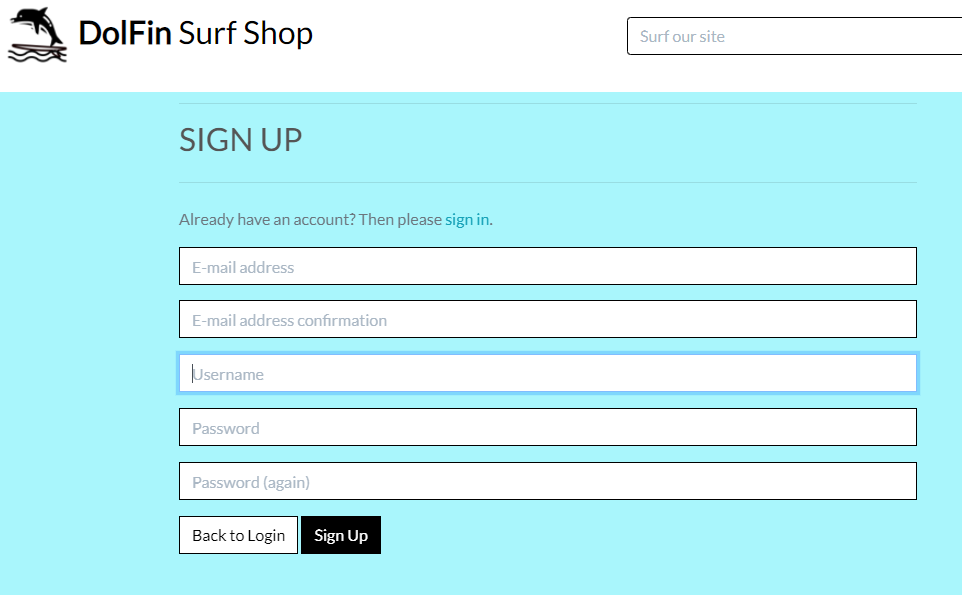 DolFin Surf Shop
Surf our site
SIGN UP
Already have an account? Then please sign in.
E-mail address
E-mail address confirmation
Username
Password
Password (again)
Back to Login
Sign Up